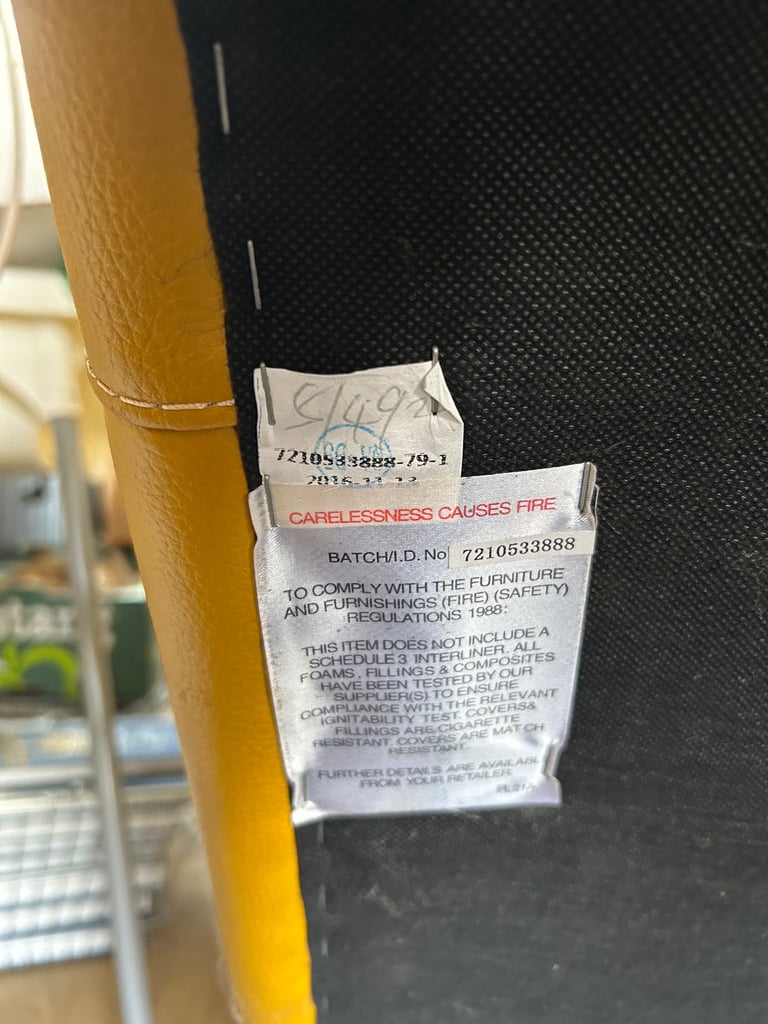 7210533888-79-1
CARELESSNESS CAUSES FIRE
BATCH/I.D. No 7210533888
TO COMPLY WITH THE FURNITURE
AND FURNISHINGS (FIRE) (SAFETY)
REGULATIONS 1988:
THIS ITEM DOES NOT INCLUDE A
SCHEDULE 3 INTERLINER. ALL
FOAMS, FILLINGS & COMPOSITES
HAVE BEEN TESTED BY OUR
SUPPLIER(S) TO ENSURE
COMPLIANCE WITH THE RELEVANT
IGNITABILITY TEST. COVERS&
FILLINGS ARE CIGARETTE
RESISTANT. COVERS ARE MATCH
RESISTANT.
FURTHER DETAILS ARE AVAILABL
FROM YOUR RETAILER.